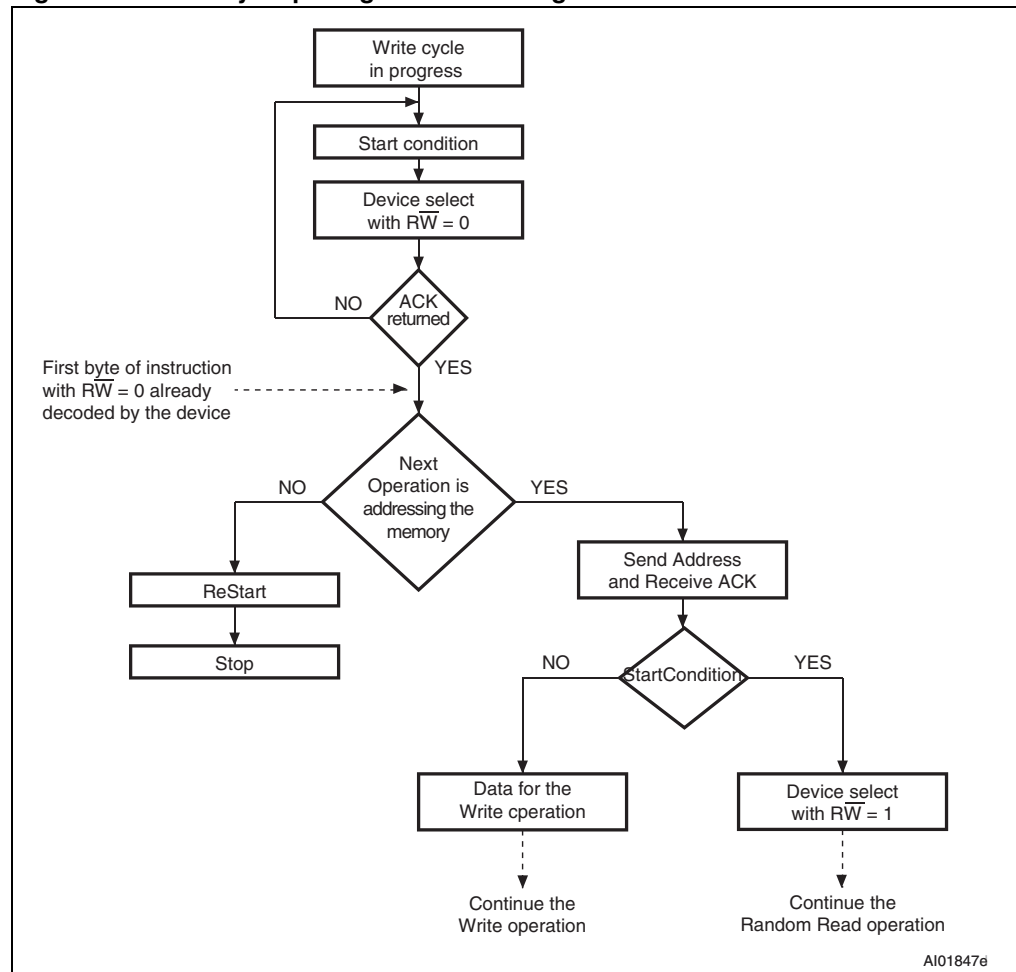 Write cycle
in progress
Start condition
Device select
with RW̅ = 0
NO
ACK
returned
YES
First byte of instruction
with RW̅ = 0 already
decoded by the device
Next
Operation is
addressing the
memory
NO
YES
Send Address
and Receive ACK
ReStart
Stop
NO
StartCondition
YES
Data for the
Write cperation
Device select
with RW̅ = 1
Continue the
Write operation
Continue the
Random Read operation
AI01847e